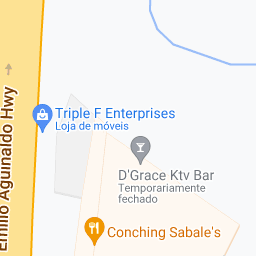 Emilio Aguinaldo Hwy
Triple F Enterprises
Loja de móveis
D'Grace Ktv Bar
Temporariamente
fechado
Conching Sabale's